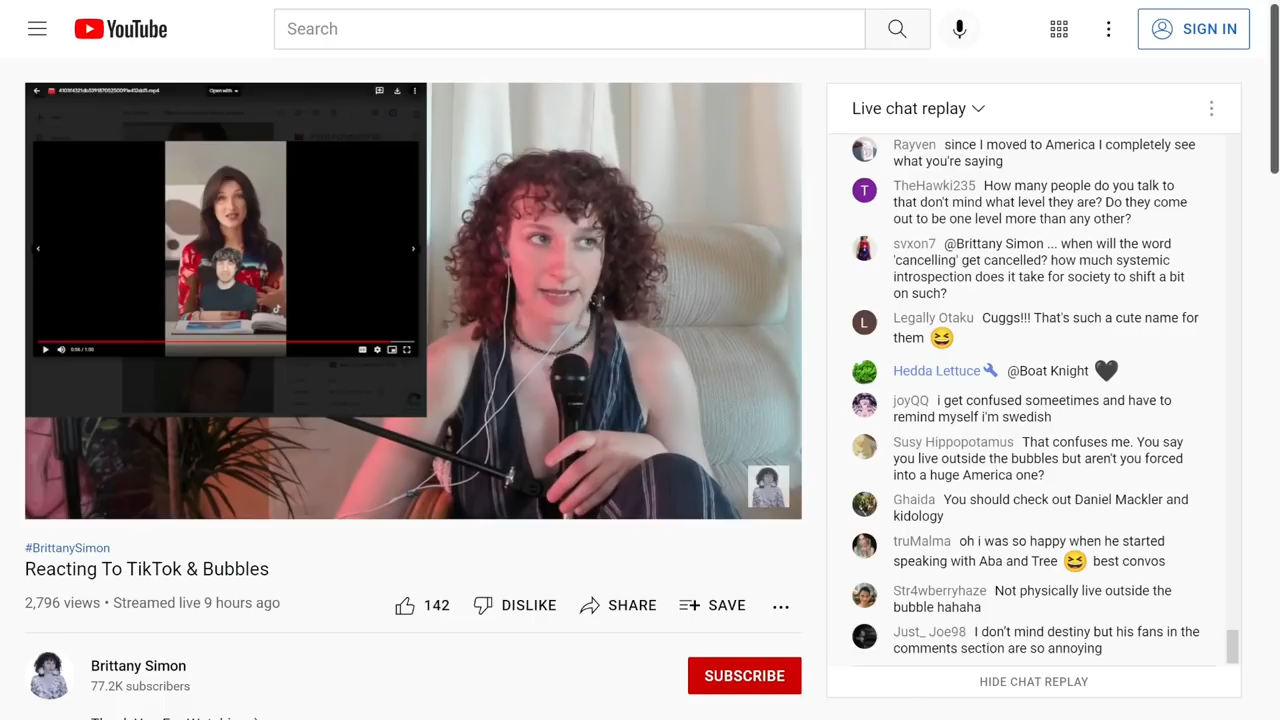 YouTube
Search
SIGN IN
Open with
0:56 / 1:00
Live chat replay
Rayven since I moved to America I completely see
what you're saying
T
TheHawki235 How many people do you talk to
that don't mind what level they are? Do they come
out to be one level more than any other?
svxon7 @Brittany Simon ... when will the word
'cancelling' get cancelled? how much systemic
introspection does it take for society to shift a bit
on such?
L
Legally Otaku Cuggs!!! That's such a cute name for
them 😆
Hedda Lettuce @Boat Knight 🖤
joyQQ i get confused someetimes and have to
remind myself i'm swedish
Susy Hippopotamus That confuses me. You say
you live outside the bubbles but aren't you forced
into a huge America one?
Ghaida You should check out Daniel Mackler and
kidology
truMalma oh i was so happy when he started
speaking with Aba and Tree 😆 best convos
Str4wberryhaze Not physically live outside the
bubble hahaha
Just_ Joe98 I don't mind destiny but his fans in the
comments section are so annoying
HIDE CHAT REPLAY
#BrittanySimon
Reacting To TikTok & Bubbles
2,796 views • Streamed live 9 hours ago
142
DISLIKE
SHARE
SAVE
Brittany Simon
77.2K subscribers
SUBSCRIBE